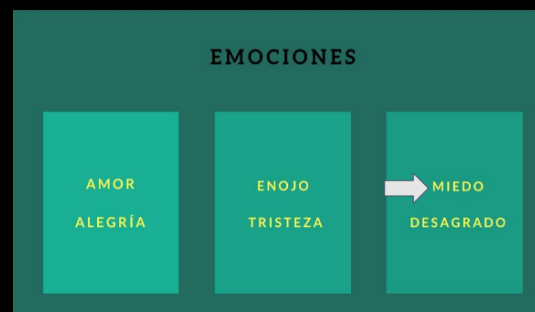 EMOCIONES
AMOR
ALEGRÍA
ENOJO
TRISTEZA
MIEDO
DESAGRADO